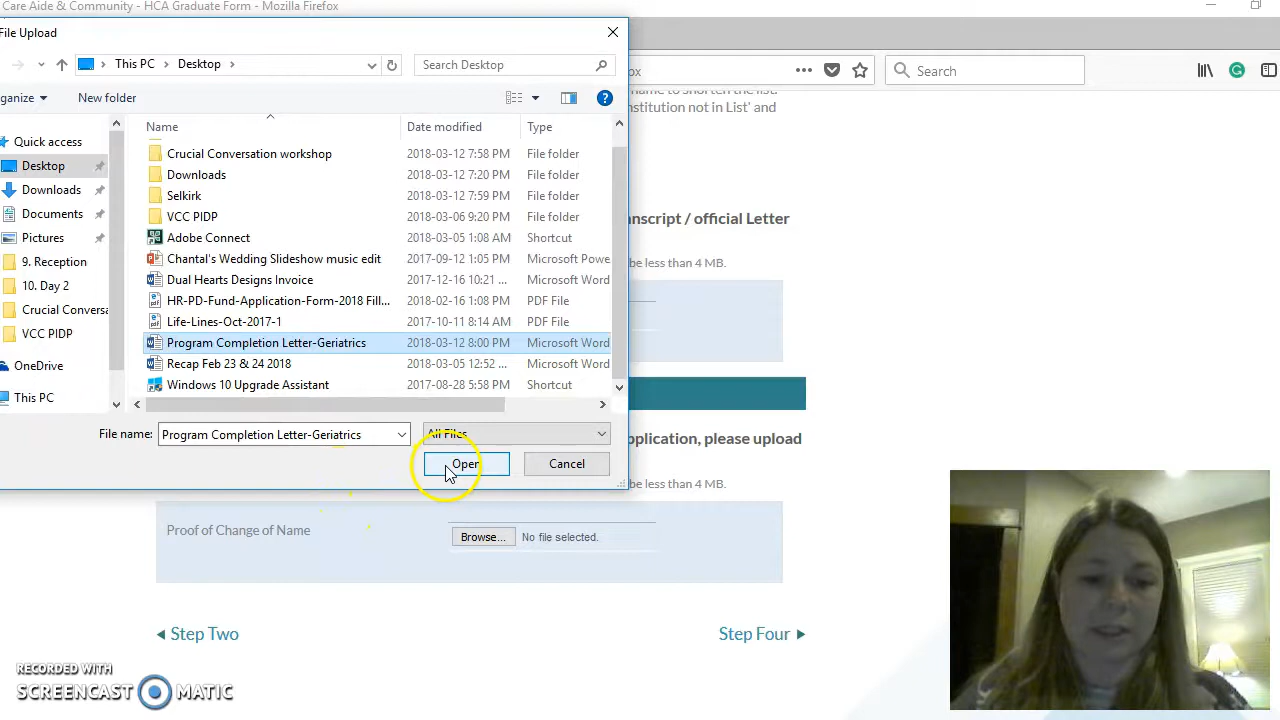 Care Aide & Community - HCA Graduate Form - Mozilla Firefox
File Upload
This PC > Desktop >
Search Desktop
ox
Search
name to shorten the list.
nstitution not in List' and
rganize
New folder
Name
Date modified
Type
Crucial Conversation workshop 2018-03-12 7:58 PM File folder
Downloads 2018-03-12 7:20 PM File folder
Selkirk 2018-03-12 7:59 PM File folder
VCC PIDP 2018-03-06 9:20 PM File folder
Adobe Connect 2018-03-05 1:08 AM Shortcut
Chantal's Wedding Slideshow music edit 2017-09-12 1:05 PM Microsoft Powe
Dual Hearts Designs Invoice 2017-12-16 10:21 ... Microsoft Word
HR-PD-Fund-Application-Form-2018 Fill... 2018-02-16 1:08 PM PDF File
Life-Lines-Oct-2017-1 2017-10-11 8:14 AM PDF File
Program Completion Letter-Geriatrics 2018-03-12 8:00 PM Microsoft Word
Recap Feb 23 & 24 2018 2018-03-05 12:52 ... Microsoft Word
Windows 10 Upgrade Assistant 2017-08-28 5:58 PM Shortcut
Quick access
Desktop
Downloads
Documents
Pictures
9. Reception
10. Day 2
Crucial Conversa
VCC PIDP
OneDrive
This PC
File name: Program Completion Letter-Geriatrics
All Files
Open
Cancel
anscript / official Letter
be less than 4 MB.
pplication, please upload
be less than 4 MB.
Proof of Change of Name
Browse... No file selected.
Step Two
Step Four
RECORDED WITH
SCREENCAST MATIC